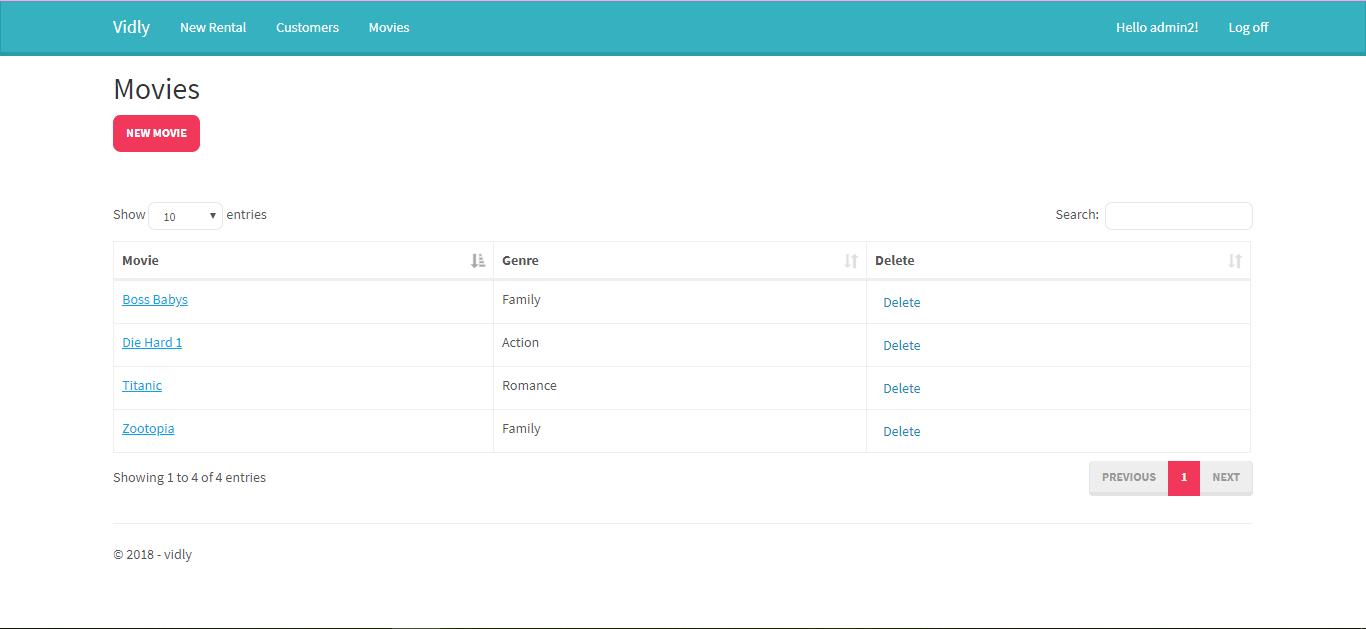 Vidly New Rental Customers Movies Hello admin2! Log off
Movies
NEW MOVIE
Show 10 entries Search:
Movie Genre Delete
Boss Babys Family Delete
Die Hard 1 Action Delete
Titanic Romance Delete
Zootopia Family Delete
Showing 1 to 4 of 4 entries PREVIOUS 1 NEXT
© 2018 - vidly